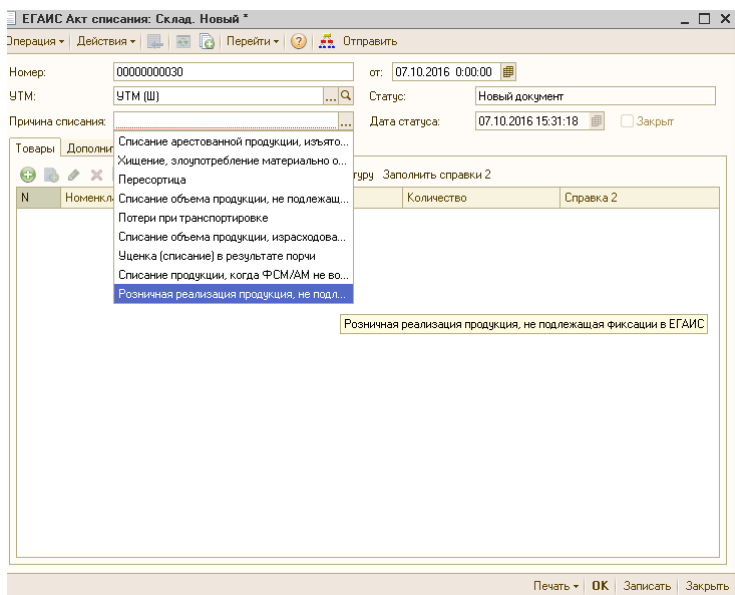 ЕГАИС Акт списания: Склад. Новый *
Операция Действия Перейти Отправить
Номер: 00000000030 от: 07.10.2016 0:00:00
УТМ: УТМ (Ш) ... Статус: Новый документ
Причина списания: ... Дата статуса: 07.10.2016 15:31:18 Закрыт
Товары
Списание арестованной продукции, изъято...
Хищение, злоупотребление материально о...
Заполнить справки 2
Пересортица
N Количество Справка 2
Списание объема продукции, не подлежащ...
Потери при транспортировке
Списание объема продукции, израсходова...
Уценка (списание) в результате порчи
Списание продукции, когда ФСМ/АМ не во...
Розничная реализация продукция, не подл...
Розничная реализация продукция, не подлежащая фиксации в ЕГАИС
Печать OK Записать Закрыть